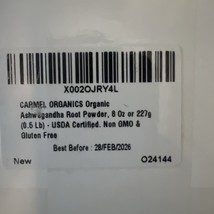 X002OJRY4L
CARMEL ORGANICS Organic
Ashwagandha Root Powder, 8 Oz or 227g
(0.5 Lb) - USDA Certified. Non GMO &
Gluten Free
Best Before : 28/FEB/2026
New O24144